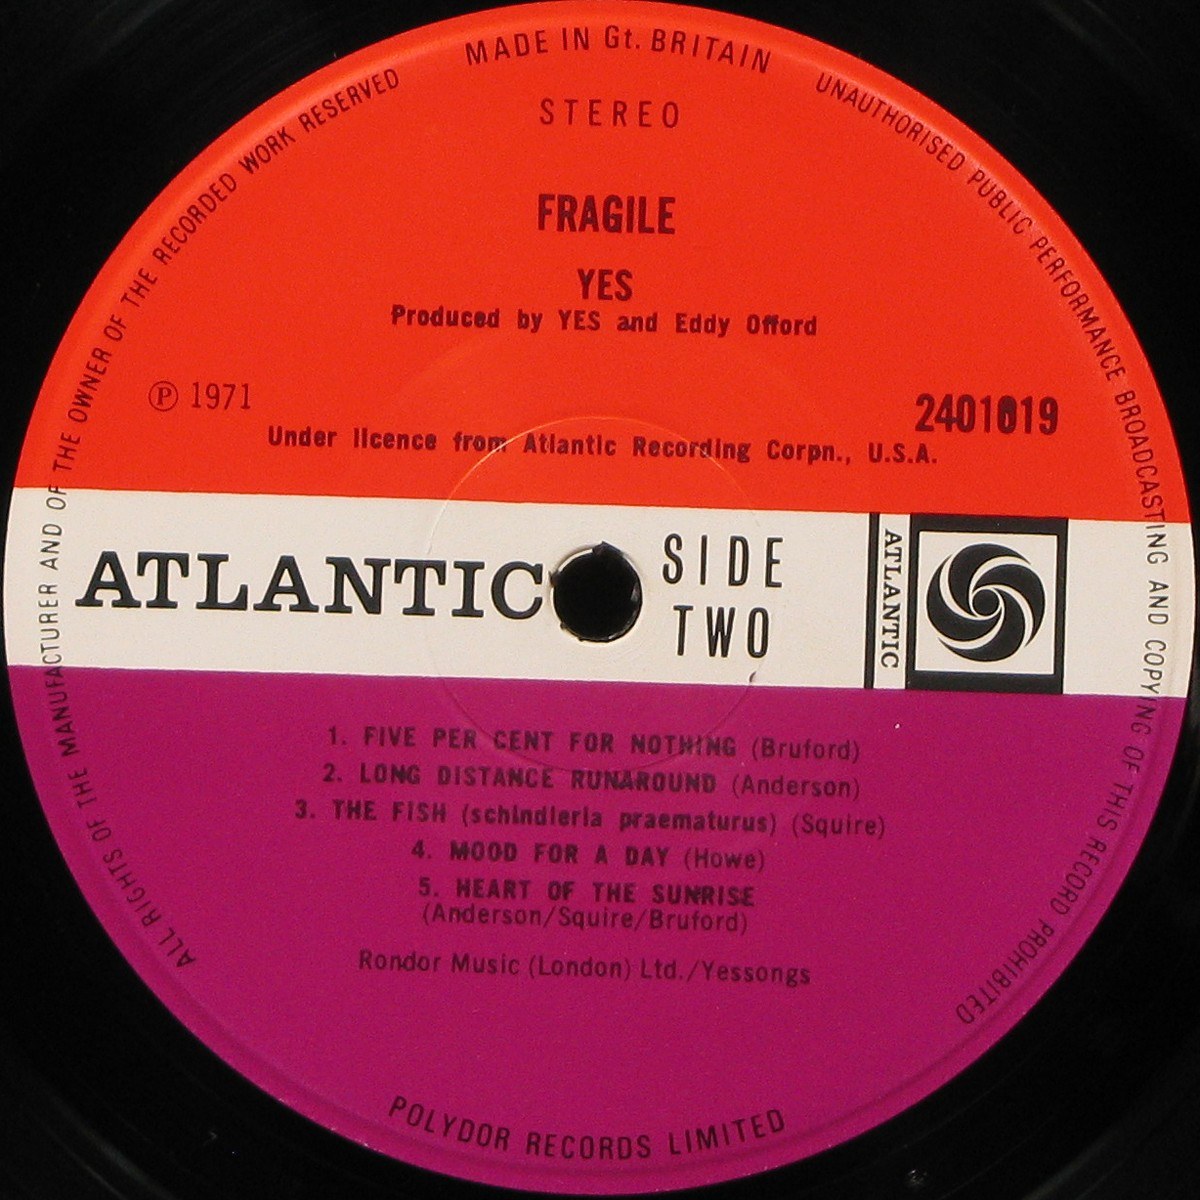 MADE IN Gt. BRITAIN
STEREO
FRAGILE
YES
Produced by YES and Eddy Offord
℗ 1971
2401019
Under licence from Atlantic Recording Corpn., U.S.A.
ATLANTIC
SIDE
TWO
ATLANTIC
1. FIVE PER CENT FOR NOTHING (Bruford)
2. LONG DISTANCE RUNAROUND (Anderson)
3. THE FISH (schindleria praematurus) (Squire)
4. MOOD FOR A DAY (Howe)
5. HEART OF THE SUNRISE
(Anderson/Squire/Bruford)
Rondor Music (London) Ltd./Yessongs
POLYDOR RECORDS LIMITED
ALL RIGHTS OF THE MANUFACTURER AND OF THE OWNER OF THE RECORDED WORK RESERVED
UNAUTHORISED PUBLIC PERFORMANCE BROADCASTING AND COPYING OF THIS RECORD PROHIBITED